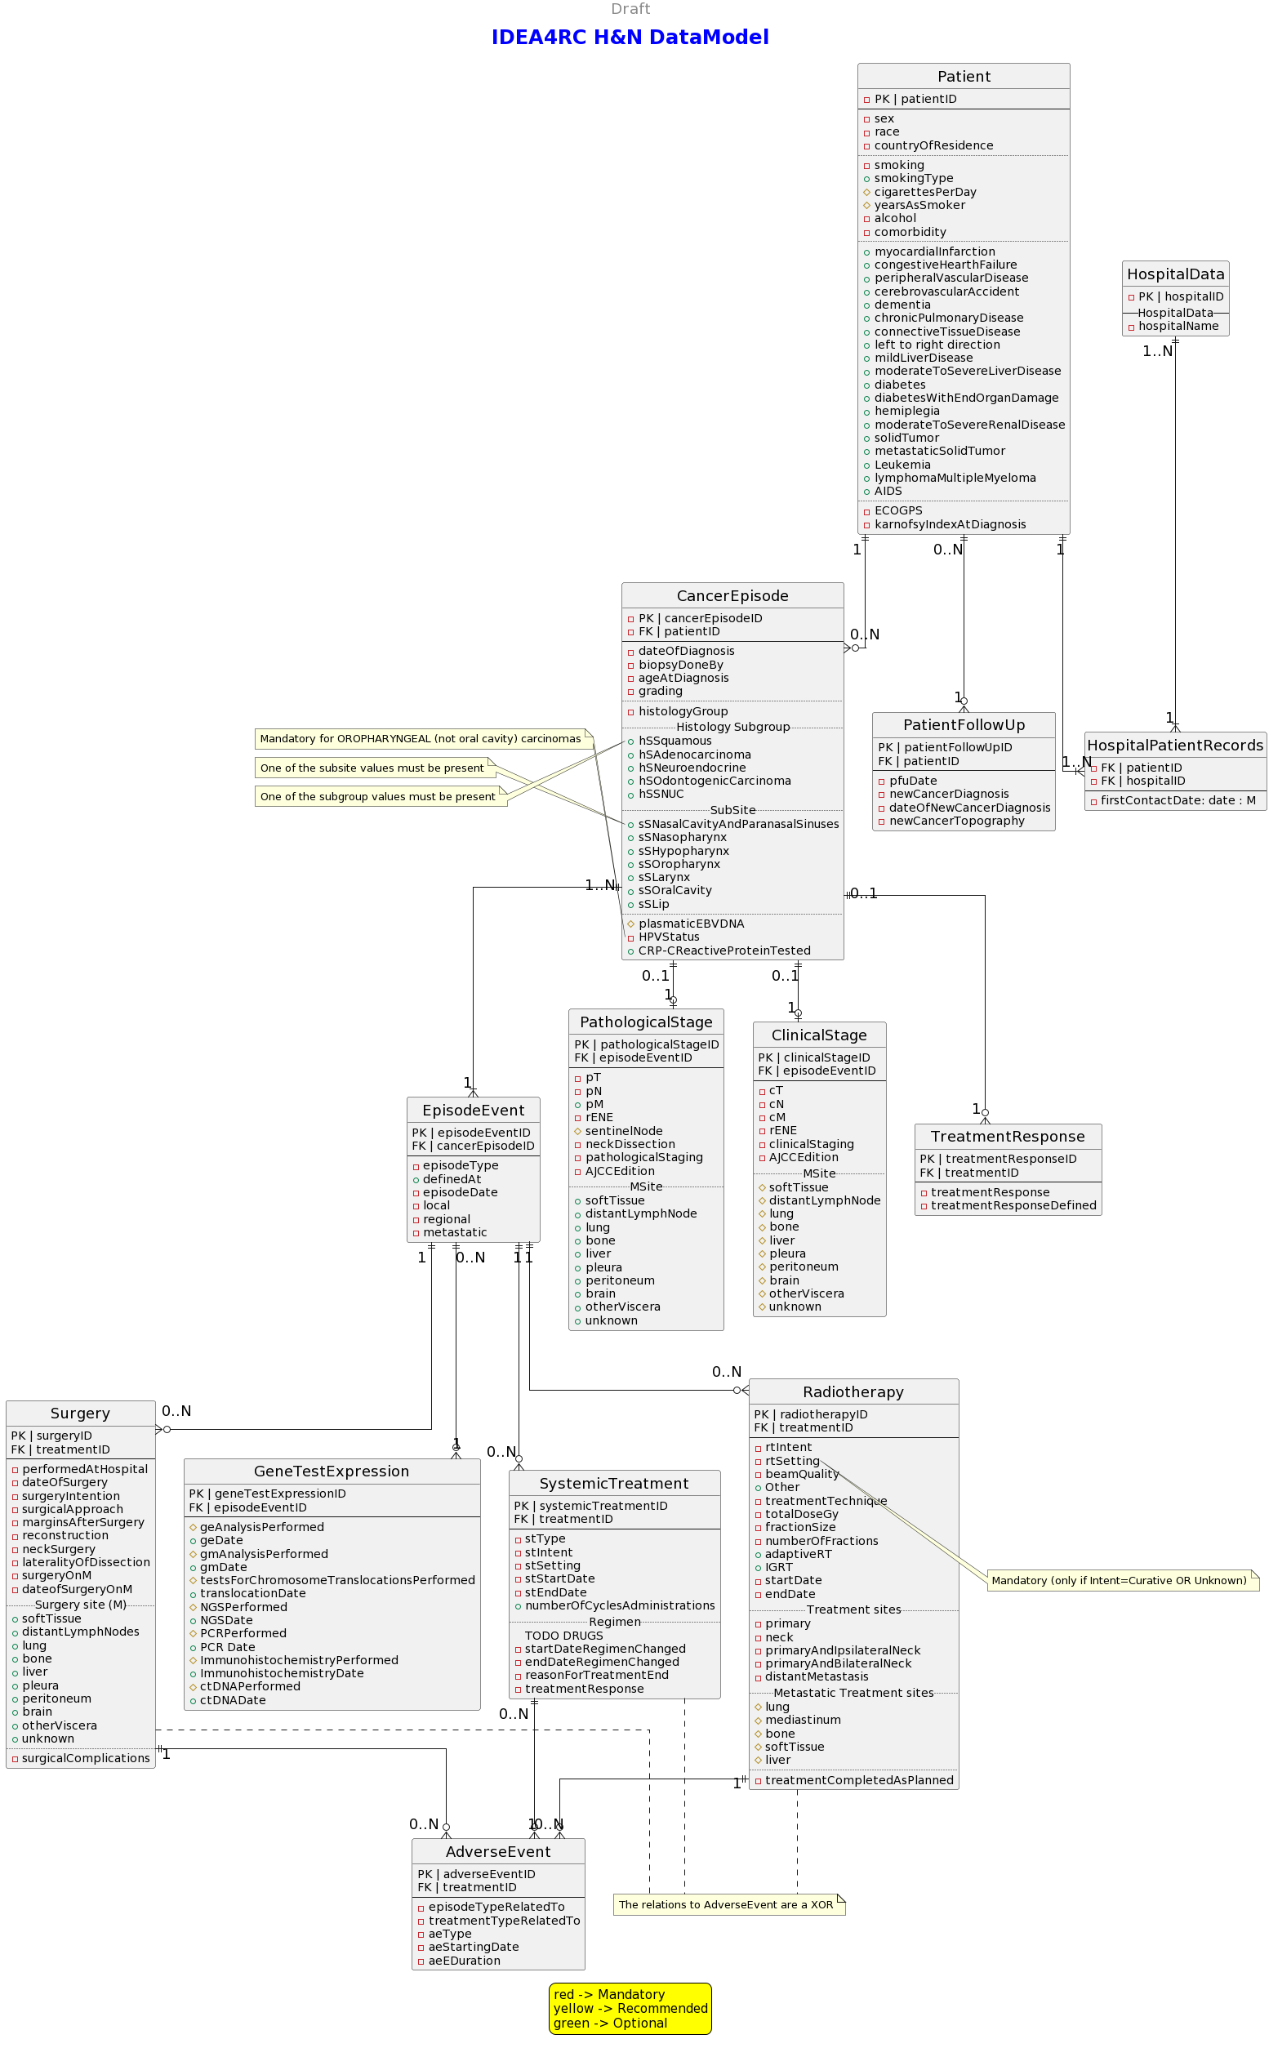 Draft
IDEA4RC H&N DataModel
Patient
PK | patientID
sex
race
countryOfResidence
smoking
smokingType
cigarettesPerDay
yearsAsSmoker
alcohol
comorbidity
myocardialInfarction
congestiveHearthFailure
peripheralVascularDisease
cerebrovascularAccident
dementia
chronicPulmonaryDisease
connectiveTissueDisease
left to right direction
mildLiverDisease
moderateToSevereLiverDisease
diabetes
diabetesWithEndOrganDamage
hemiplegia
moderateToSevereRenalDisease
solidTumor
metastaticSolidTumor
Leukemia
lymphomaMultipleMyeloma
AIDS
ECOGPS
karnofsyIndexAtDiagnosis
HospitalData
PK | hospitalID
HospitalData
hospitalName
1..N
1
0..N
1
CancerEpisode
PK | cancerEpisodeID
FK | patientID
dateOfDiagnosis
biopsyDoneBy
ageAtDiagnosis
grading
histologyGroup
Histology Subgroup
hSSquamous
hSAdenocarcinoma
hSNeuroendocrine
hSOdontogenicCarcinoma
hSSNUC
SubSite
sSNasalCavityAndParanasalSinuses
sSNasopharynx
sSHypopharynx
sSOropharynx
sSLarynx
sSOralCavity
sSLip
plasmaticEBVDNA
HPVStatus
CRP-CReactiveProteinTested
0..N
Mandatory for OROPHARYNGEAL (not oral cavity) carcinomas
One of the subsite values must be present
One of the subgroup values must be present
1
PatientFollowUp
PK | patientFollowUpID
FK | patientID
pfuDate
newCancerDiagnosis
dateOfNewCancerDiagnosis
newCancerTopography
1
1..N
HospitalPatientRecords
FK | patientID
FK | hospitalID
firstContactDate: date : M
1..N
0..1
0..1
0..1
1
1
1
1
PathologicalStage
PK | pathologicalStageID
FK | episodeEventID
pT
pN
pM
rENE
sentinelNode
neckDissection
pathologicalStaging
AJCCEdition
MSite
softTissue
distantLymphNode
lung
bone
liver
pleura
peritoneum
brain
otherViscera
unknown
ClinicalStage
PK | clinicalStageID
FK | episodeEventID
cT
cN
cM
rENE
clinicalStaging
AJCCEdition
MSite
softTissue
distantLymphNode
lung
bone
liver
pleura
peritoneum
brain
otherViscera
unknown
TreatmentResponse
PK | treatmentResponseID
FK | treatmentID
treatmentResponse
treatmentResponseDefined
EpisodeEvent
PK | episodeEventID
FK | cancerEpisodeID
episodeType
definedAt
episodeDate
local
regional
metastatic
1
0..N
1
1
0..N
0..N
1
0..N
Surgery
PK | surgeryID
FK | treatmentID
performedAtHospital
dateOfSurgery
surgeryIntention
surgicalApproach
marginsAfterSurgery
reconstruction
neckSurgery
lateralityOfDissection
surgeryOnM
dateofSurgeryOnM
Surgery site (M)
softTissue
distantLymphNodes
lung
bone
liver
pleura
peritoneum
brain
otherViscera
unknown
surgicalComplications
GeneTestExpression
PK | geneTestExpressionID
FK | episodeEventID
geAnalysisPerformed
geDate
gmAnalysisPerformed
gmDate
testsForChromosomeTranslocationsPerformed
translocationDate
NGSPerformed
NGSDate
PCRPerformed
PCR Date
ImmunohistochemistryPerformed
ImmunohistochemistryDate
ctDNAPerformed
ctDNADate
SystemicTreatment
PK | systemicTreatmentID
FK | treatmentID
stType
stIntent
stSetting
stStartDate
stEndDate
numberOfCyclesAdministrations
Regimen
TODO DRUGS
startDateRegimenChanged
endDateRegimenChanged
reasonForTreatmentEnd
treatmentResponse
Radiotherapy
PK | radiotherapyID
FK | treatmentID
rtIntent
rtSetting
beamQuality
Other
treatmentTechnique
totalDoseGy
fractionSize
numberOfFractions
adaptiveRT
IGRT
startDate
endDate
Treatment sites
primary
neck
primaryAndIpsilateralNeck
primaryAndBilateralNeck
distantMetastasis
Metastatic Treatment sites
lung
mediastinum
bone
softTissue
liver
treatmentCompletedAsPlanned
Mandatory (only if Intent=Curative OR Unknown)
1
0..N
1
0..N
1
0..N
AdverseEvent
PK | adverseEventID
FK | treatmentID
episodeTypeRelatedTo
treatmentTypeRelatedTo
aeType
aeStartingDate
aeEDuration
The relations to AdverseEvent are a XOR
red -> Mandatory
yellow -> Recommended
green -> Optional